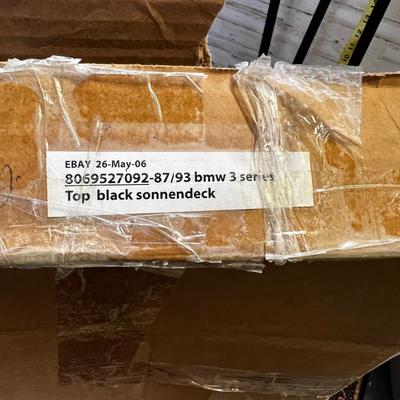 EBAY 26-May-06
8069527092-87/93 bmw 3 series
Top black sonnendeck